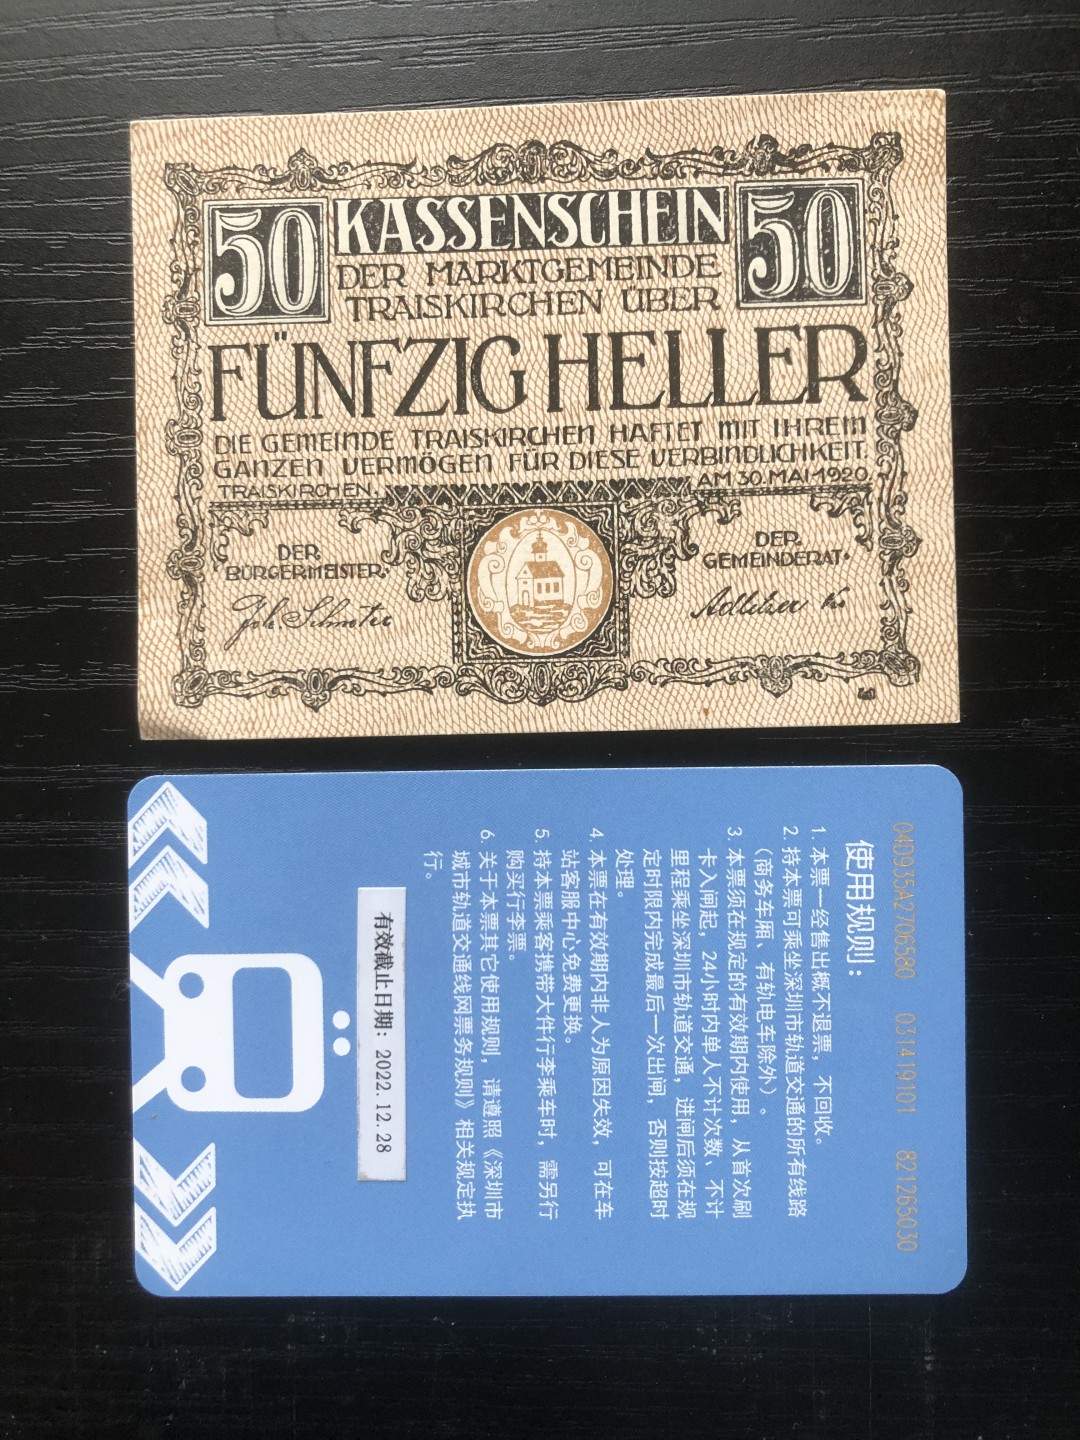 50 KASSENSCHEIN 50
DER MARKTGEMEINDE
TRAISKIRCHEN ÜBER
FÜNFZIG HELLER
DIE GEMEINDE TRAISKIRCHEN HAFTET MIT IHREM
GANZEN VERMÖGEN FÜR DIESE VERBINDLICHKEIT.
TRAISKIRCHEN, AM 30. MAI 1920
DER
BÜRGERMEISTER.
DER
GEMEINDERAT.
04D935A2706580 031419101 821265030
使用规则：
1. 本票一经售出概不退票，不回收。
2. 持本票可乘坐深圳市轨道交通的所有线路
（商务车厢、有轨电车除外）。
3. 本票须在规定的有效期内使用，从首次刷
卡入闸起，24小时内单人不计次数、不计
里程乘坐深圳市轨道交通，进闸后须在规
定时限内完成最后一次出闸，否则按超时
处理。
4. 本票在有效期内非人为原因失效，可在车
站客服中心免费更换。
5. 持本票乘客携带大件行李乘车时，需另行
购买行李票。
6. 关于本票其它使用规则，请遵照《深圳市
城市轨道交通线网票务规则》相关规定执
行。
有效截止日期：2022.12.28